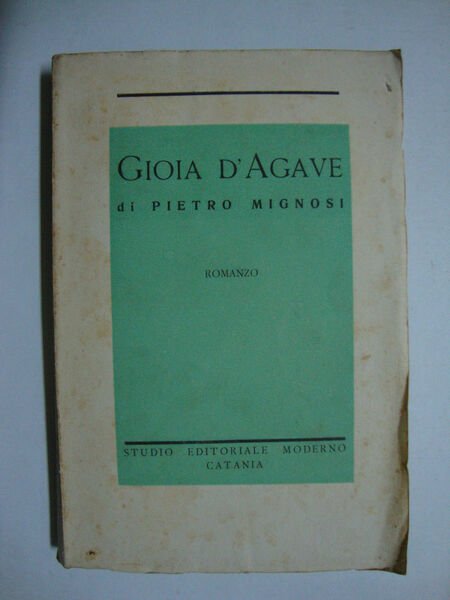 GIOIA D'AGAVE
di PIETRO MIGNOSI
ROMANZO
STUDIO EDITORIALE MODERNO
CATANIA